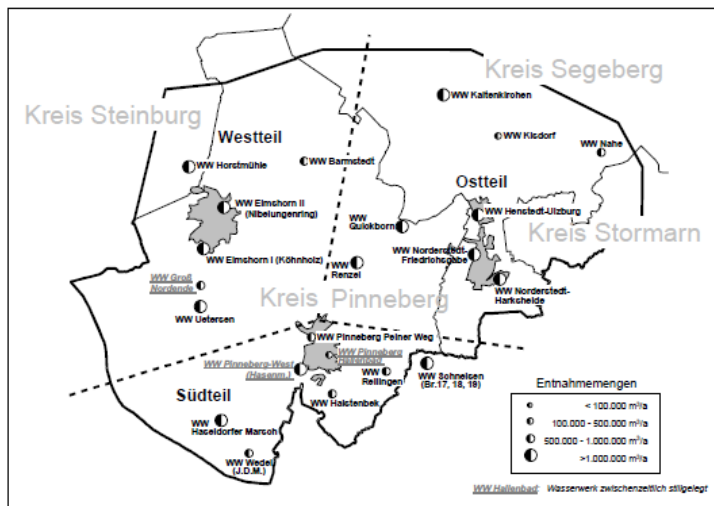 Kreis Segeberg
WW Kaltenkirchen
Kreis Steinburg
WW Kisdorf
Westteil
WW Nahe
WW Barmstedt
WW Horstmühle
Ostteil
WW Elmshorn II
(Nibelungenring)
WW
Quickborn
WW Henstedt-Ulzburg
Kreis Stormarn
WW Elmshorn I (Köhnholz)
WW Norderstedt-
Friedrichsgabe
WW
Renzel
WW Groß
Nordende
WW Norderstedt-
Harksheide
Kreis Pinneberg
WW Uetersen
WW Pinneberg Peiner Weg
WW Pinneberg
Hallenbad
WW Pinneberg-West
(Hasenm.)
WW
Rellingen
WW Schnelsen
(Br.17, 18, 19)
Südteil
WW
Halstenbek
WW
Haseldorfer Marsch
WW Wedel
(J.D.M.)
Entnahmemengen
< 100.000 m³/a
100.000 - 500.000 m³/a
500.000 - 1.000.000 m³/a
>1.000.000 m³/a
WW Hallenbad: Wasserwerk zwischenzeitlich stillgelegt